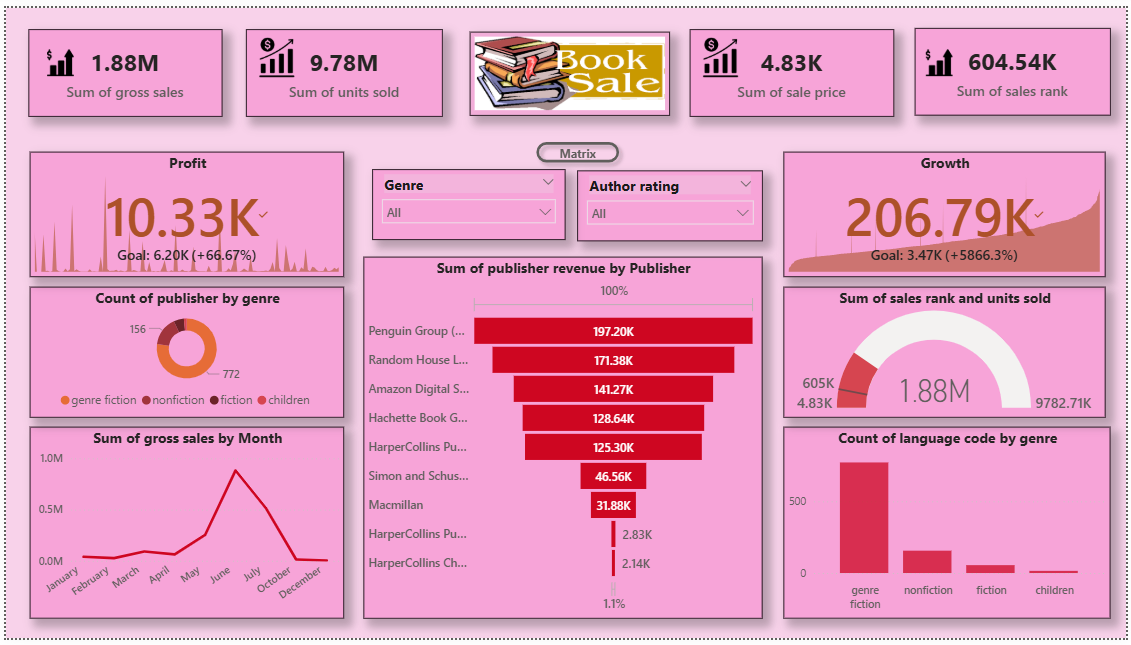 1.88M
Sum of gross sales
9.78M
Sum of units sold
Book
Sale
4.83K
Sum of sale price
604.54K
Sum of sales rank
Profit
10.33K
Goal: 6.20K (+66.67%)
Matrix
Genre
All
Author rating
All
Growth
206.79K
Goal: 3.47K (+5866.3%)
Count of publisher by genre
156
772
genre fiction nonfiction fiction children
Sum of publisher revenue by Publisher
100%
Penguin Group (... 197.20K
Random House L... 171.38K
Amazon Digital S... 141.27K
Hachette Book G... 128.64K
HarperCollins Pu... 125.30K
Simon and Schus... 46.56K
Macmillan 31.88K
HarperCollins Pu... 2.83K
HarperCollins Ch... 2.14K
1.1%
Sum of sales rank and units sold
605K
4.83K
1.88M
9782.71K
Sum of gross sales by Month
1.0M
0.5M
0.0M
January
February
March
April
May
June
July
October
December
Count of language code by genre
500
0
genre
fiction
nonfiction
fiction
children